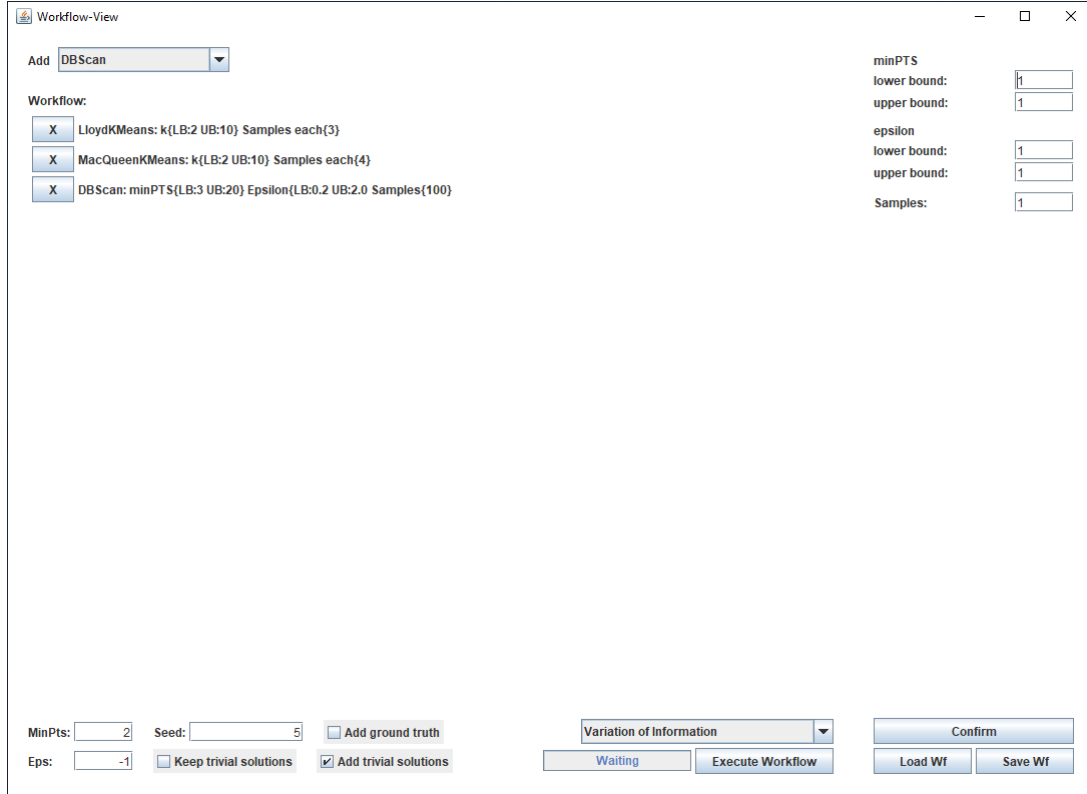 Workflow-View
Add DBScan
Workflow:
X LloydKMeans: k{LB:2 UB:10} Samples each{3}
X MacQueenKMeans: k{LB:2 UB:10} Samples each{4}
X DBScan: minPTS{LB:3 UB:20} Epsilon{LB:0.2 UB:2.0 Samples{100}
minPTS
lower bound: 1
upper bound: 1
epsilon
lower bound: 1
upper bound: 1
Samples: 1
MinPts: 2 Seed: 5 Add ground truth
Eps: -1 Keep trivial solutions Add trivial solutions
Variation of Information
Waiting Execute Workflow
Confirm
Load Wf Save Wf